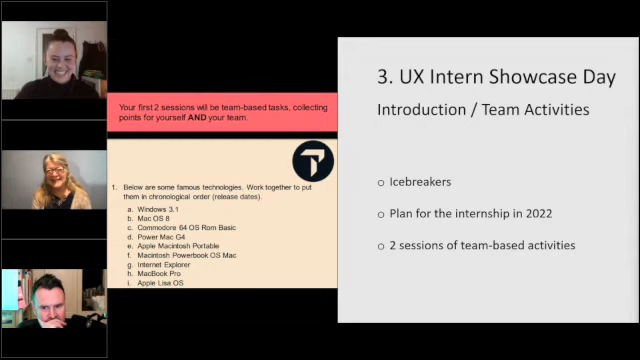 Your first 2 sessions will be team-based tasks, collecting
points for yourself AND your team.
1. Below are some famous technologies. Work together to put
them in chronological order (release dates).
a. Windows 3.1
b. Mac OS 8
c. Commodore 64 OS Rom Basic
d. Power Mac G4
e. Apple Macintosh Portable
f. Macintosh Powerbook OS Mac
g. Internet Explorer
h. MacBook Pro
i. Apple Lisa OS
3. UX Intern Showcase Day
Introduction / Team Activities
Icebreakers
Plan for the internship in 2022
2 sessions of team-based activities